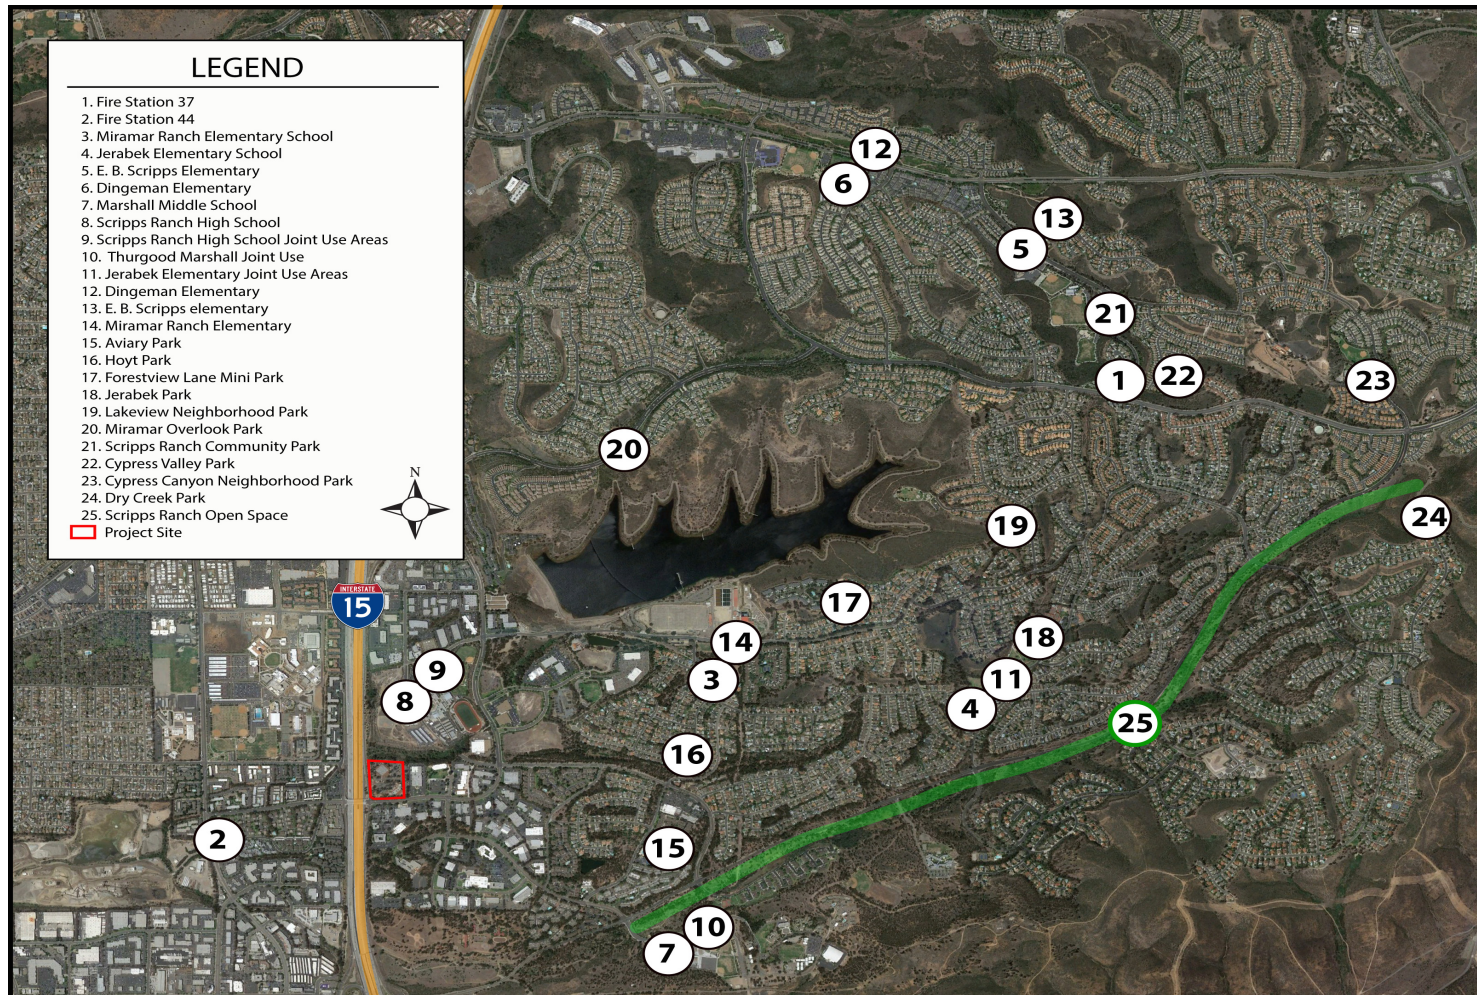 LEGEND
1. Fire Station 37
2. Fire Station 44
3. Miramar Ranch Elementary School
4. Jerabek Elementary School
5. E. B. Scripps Elementary
6. Dingeman Elementary
7. Marshall Middle School
8. Scripps Ranch High School
9. Scripps Ranch High School Joint Use Areas
10. Thurgood Marshall Joint Use
11. Jerabek Elementary Joint Use Areas
12. Dingeman Elementary
13. E. B. Scripps elementary
14. Miramar Ranch Elementary
15. Aviary Park
16. Hoyt Park
17. Forestview Lane Mini Park
18. Jerabek Park
19. Lakeview Neighborhood Park
20. Miramar Overlook Park
21. Scripps Ranch Community Park
22. Cypress Valley Park
23. Cypress Canyon Neighborhood Park
24. Dry Creek Park
25. Scripps Ranch Open Space
Project Site
N
12
6
13
5
21
1
22
23
20
19
24
INTERSTATE
15
17
18
14
9
3
11
8
4
25
16
2
15
10
7